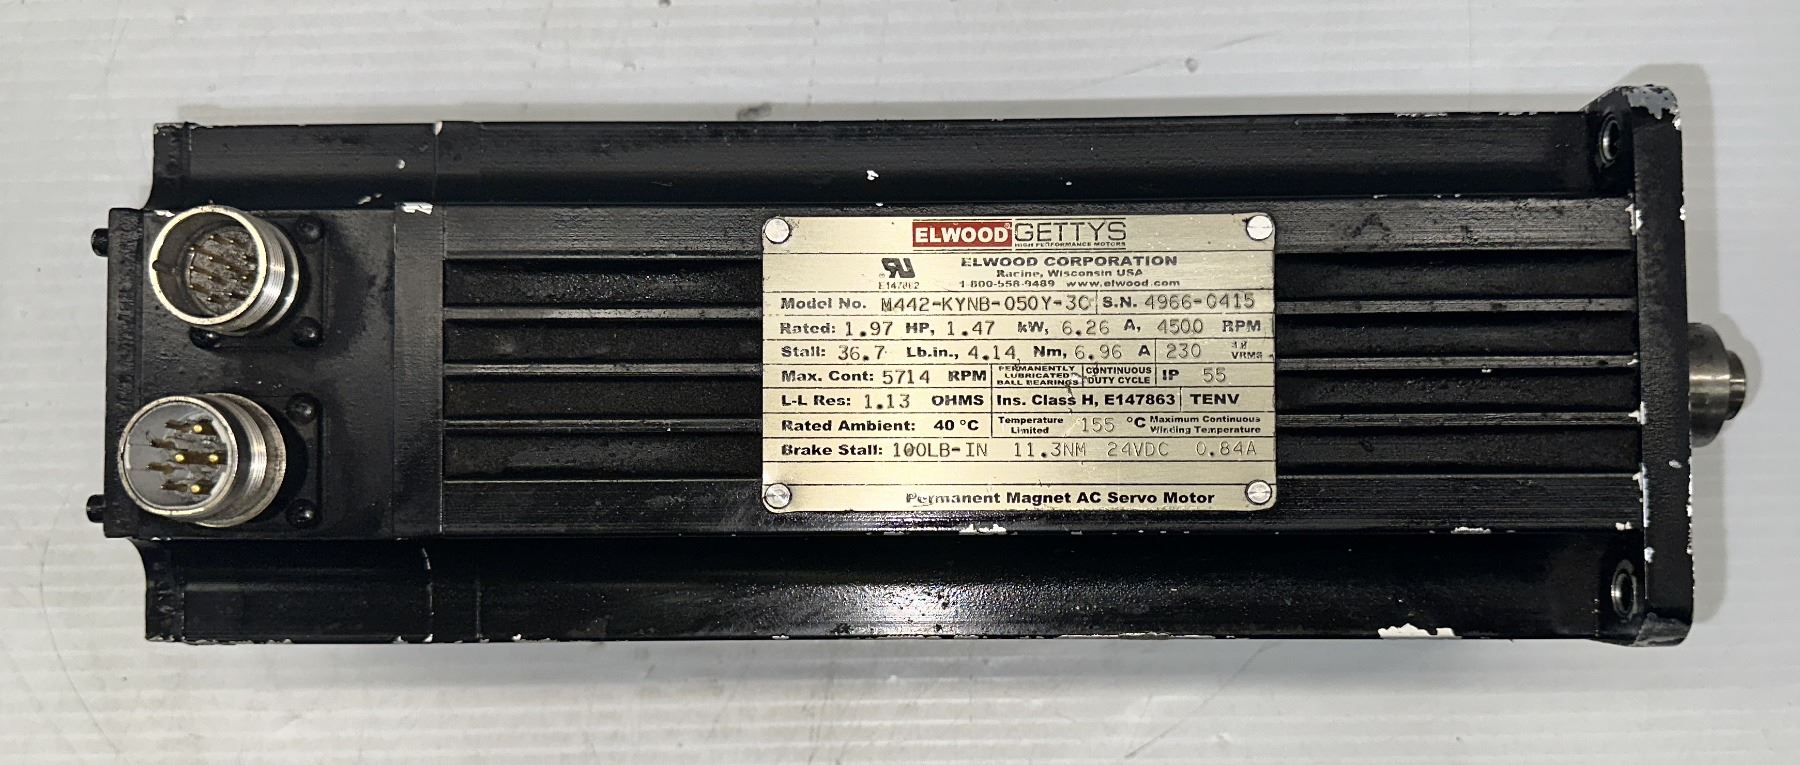 ELWOOD® GETTYS
HIGH PERFORMANCE MOTORS
ELWOOD CORPORATION
Racine, Wisconsin USA
1-800-558-9489 www.elwood.com
Model No. M442-KYNB-050Y-3C S.N. 4966-0415
Rated: 1.97 HP, 1.47 kW, 6.26 A, 4500 RPM
Stall: 36.7 Lb.in., 4.14 Nm, 6.96 A 230 VRMS
Max. Cont: 5714 RPM PERMANENTLY LUBRICATED BALL BEARINGS CONTINUOUS DUTY CYCLE IP 55
L-L Res: 1.13 OHMS Ins. Class H, E147863 TENV
Rated Ambient: 40 °C Temperature Limited 155 °C Maximum Continuous Winding Temperature
Brake Stall: 100LB-IN 11.3NM 24VDC 0.84A
Permanent Magnet AC Servo Motor